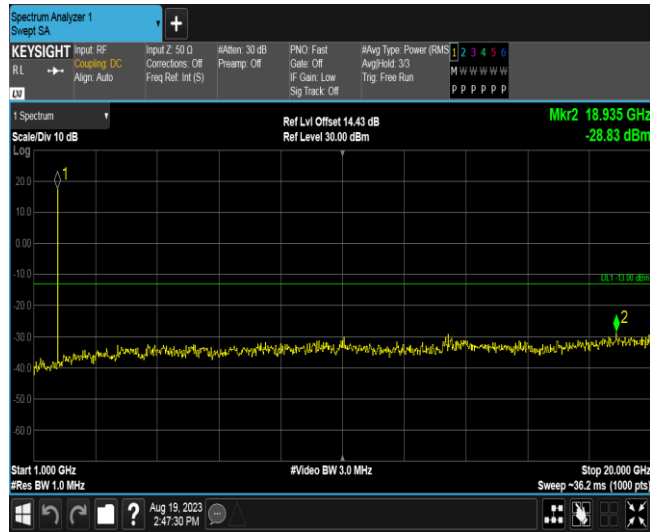 Spectrum Analyzer 1
Swept SA
KEYSIGHT
RL
LXI
Input: RF
Coupling: DC
Align: Auto
Input Z: 50 Ω
Corrections: Off
Freq Ref: Int (S)
#Atten: 30 dB
Preamp: Off
PNO: Fast
Gate: Off
IF Gain: Low
Sig Track: Off
#Avg Type: Power (RMS
Avg|Hold: 3/3
Trig: Free Run
1 2 3 4 5 6
M W W W W W
P P P P P P
1 Spectrum
Scale/Div 10 dB
Log
Ref Lvl Offset 14.43 dB
Ref Level 30.00 dBm
Mkr2 18.935 GHz
-28.83 dBm
1
20.0
10.0
0.00
-10.0
DL1 -13.00 dBm
2
-20.0
-30.0
-40.0
-50.0
-60.0
Start 1.000 GHz
#Res BW 1.0 MHz
#Video BW 3.0 MHz
Stop 20.000 GHz
Sweep ~36.2 ms (1000 pts)
?
Aug 19, 2023
2:47:30 PM